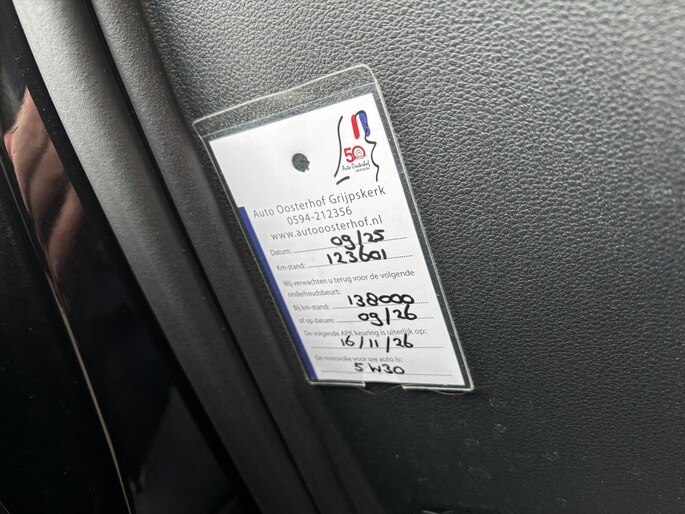 50
Auto Oosterhof
Auto Oosterhof Grijpskerk
0594-212356
www.autooosterhof.nl
Datum: 09/25
Km-stand: 123601
Wij verwachten u terug voor de volgende
onderhoudsbeurt:
Bij km-stand: 138000
of op datum: 09/26
De volgende APK keuring is uiterlijk op:
16/11/26
De motorolie voor uw auto is:
5W30